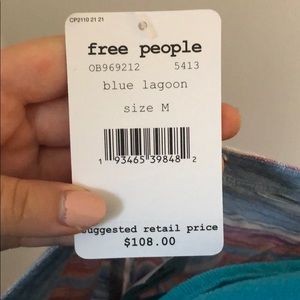 CP2110 21 21
free people
OB969212 5413
blue lagoon
size M
1 93465 39848 2
suggested retail price
$108.00